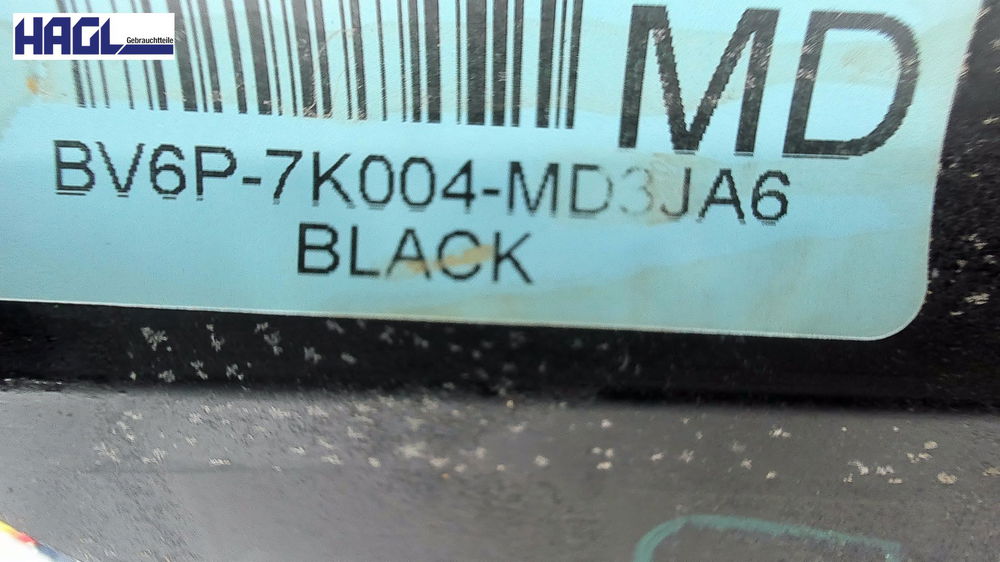 HAGL Gebrauchtteile
MD
BV6P-7K004-MD3JA6
BLACK